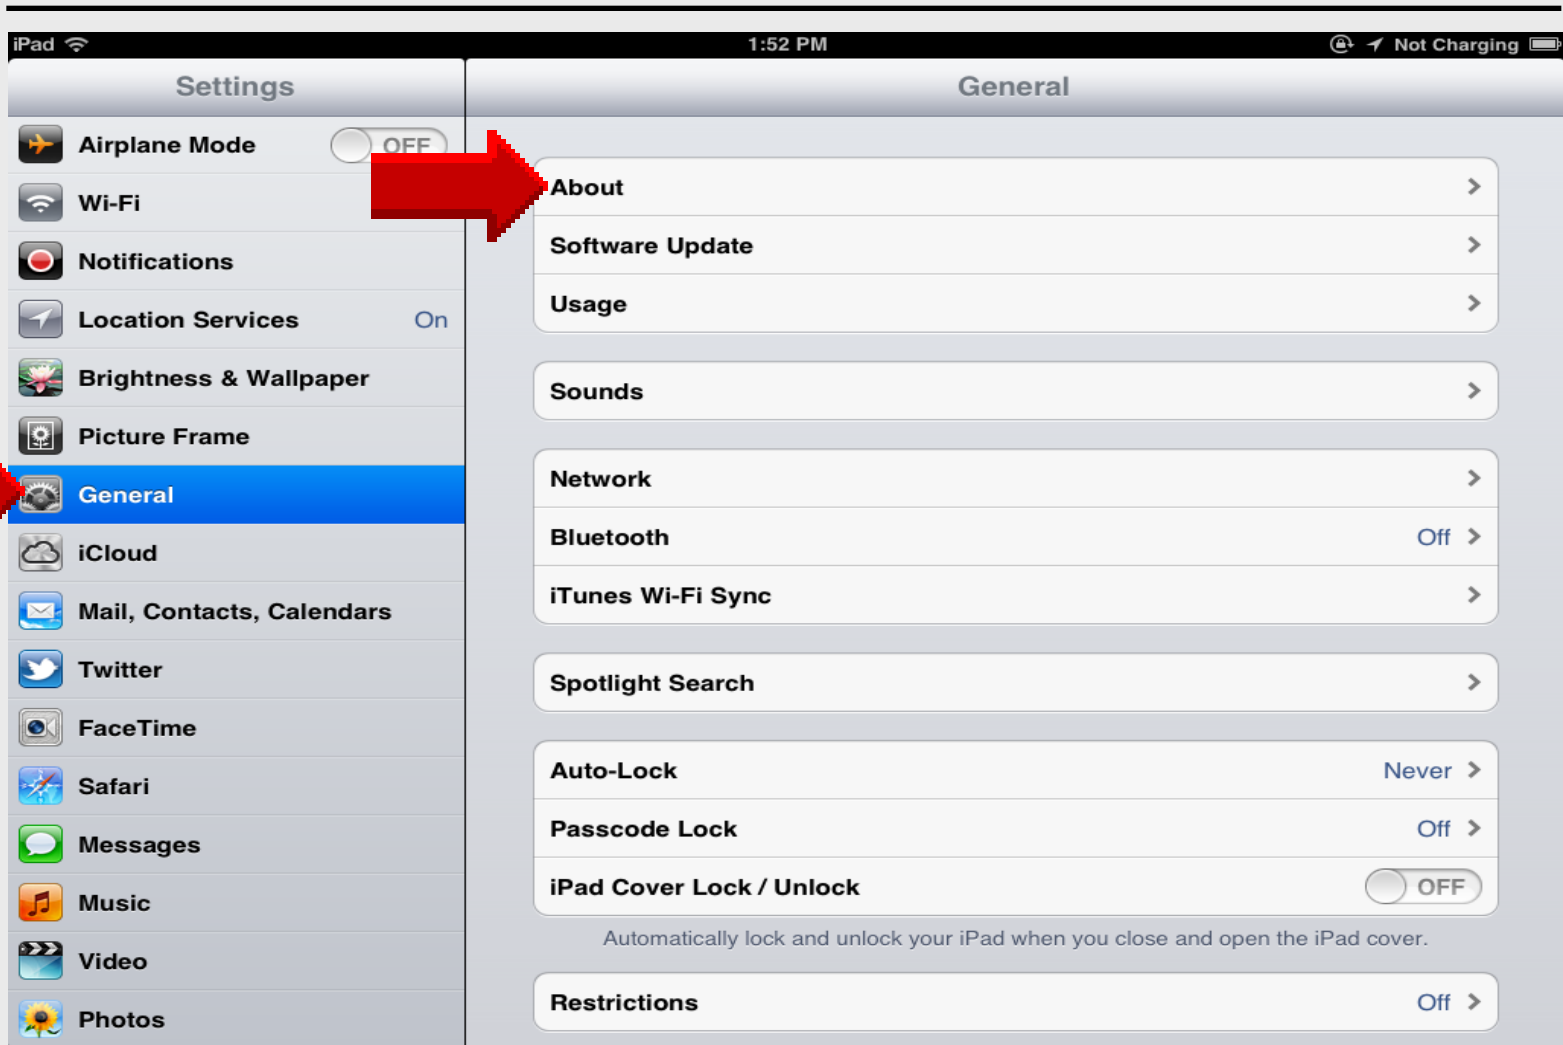 iPad 1:52 PM Not Charging
Settings
Airplane Mode OFF
Wi-Fi
Notifications
Location Services On
Brightness & Wallpaper
Picture Frame
General
iCloud
Mail, Contacts, Calendars
Twitter
FaceTime
Safari
Messages
Music
Video
Photos
General
About
Software Update
Usage
Sounds
Network
Bluetooth Off
iTunes Wi-Fi Sync
Spotlight Search
Auto-Lock Never
Passcode Lock Off
iPad Cover Lock / Unlock OFF
Automatically lock and unlock your iPad when you close and open the iPad cover.
Restrictions Off